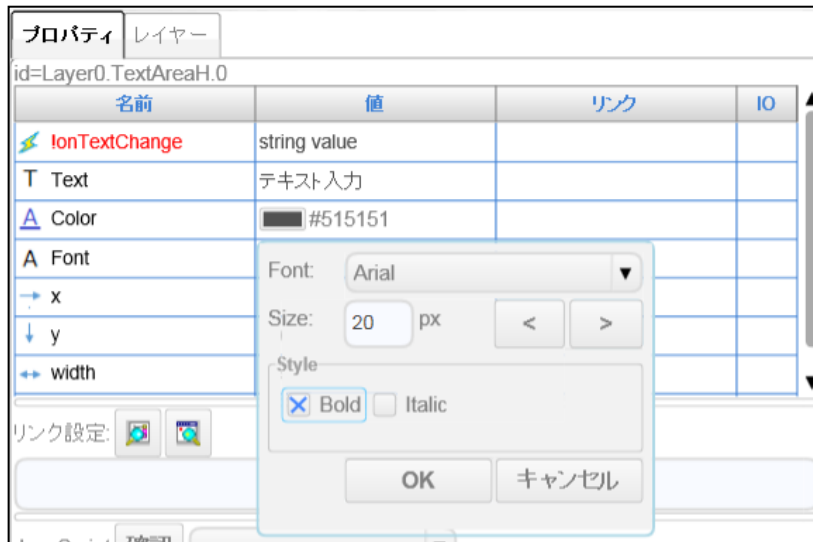 プロパティ レイヤー
id=Layer0.TextAreaH.0
名前 値 リンク IO
!onTextChange string value
T Text テキスト入力
A Color #515151
A Font
x
y
width
Font: Arial
Size: 20 px < >
Style
Bold Italic
OK キャンセル
リンク設定:
確認